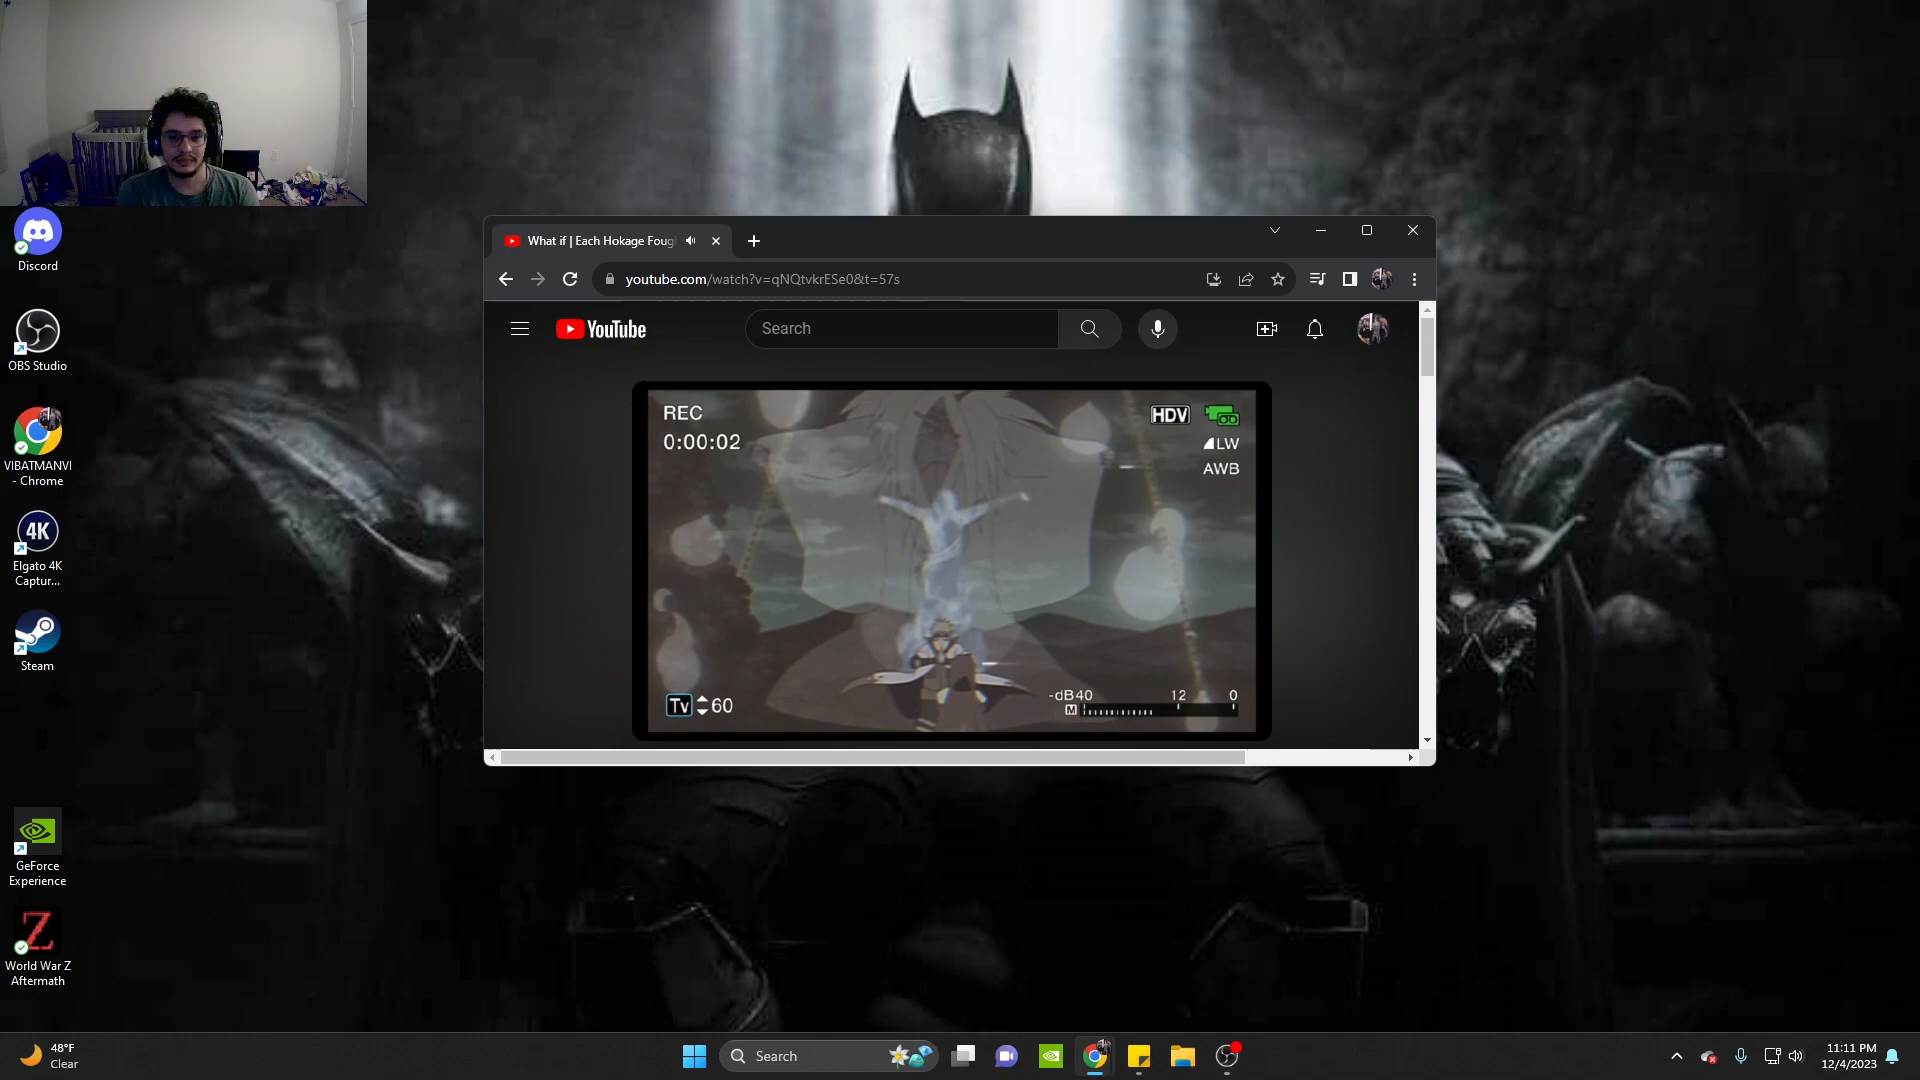 Discord
OBS Studio
VIBATMANVI
- Chrome
4K
Elgato 4K
Captur...
Steam
GeForce
Experience
Z
World War Z
Aftermath
What if | Each Hokage Foug
youtube.com/watch?v=qNQtvkrESe0&t=57s
YouTube
Search
REC
0:00:02
HDV
LW
AWB
Tv 60
-dB40 12 0
M
48°F
Clear
Search
11:11 PM
12/4/2023